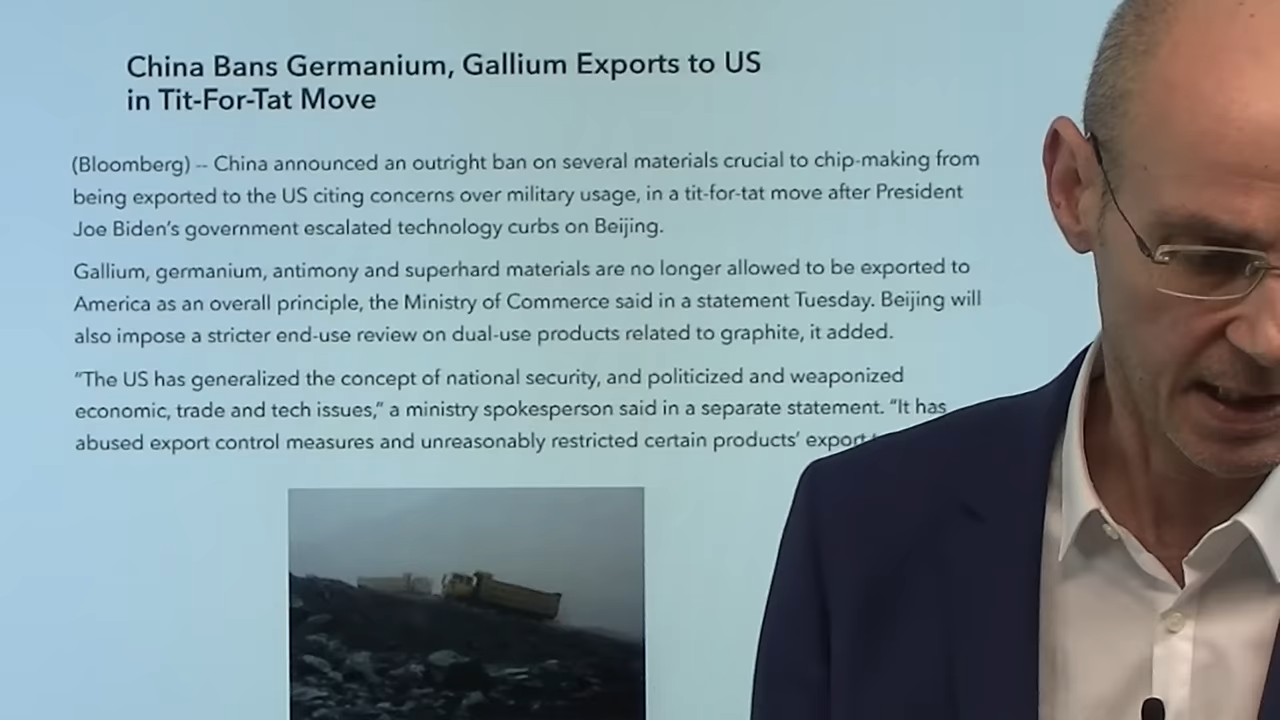 China Bans Germanium, Gallium Exports to US
in Tit-For-Tat Move
(Bloomberg) -- China announced an outright ban on several materials crucial to chip-making from
being exported to the US citing concerns over military usage, in a tit-for-tat move after President
Joe Biden's government escalated technology curbs on Beijing.
Gallium, germanium, antimony and superhard materials are no longer allowed to be exported to
America as an overall principle, the Ministry of Commerce said in a statement Tuesday. Beijing will
also impose a stricter end-use review on dual-use products related to graphite, it added.
“The US has generalized the concept of national security, and politicized and weaponized
economic, trade and tech issues,” a ministry spokesperson said in a separate statement. “It has
abused export control measures and unreasonably restricted certain products’ export